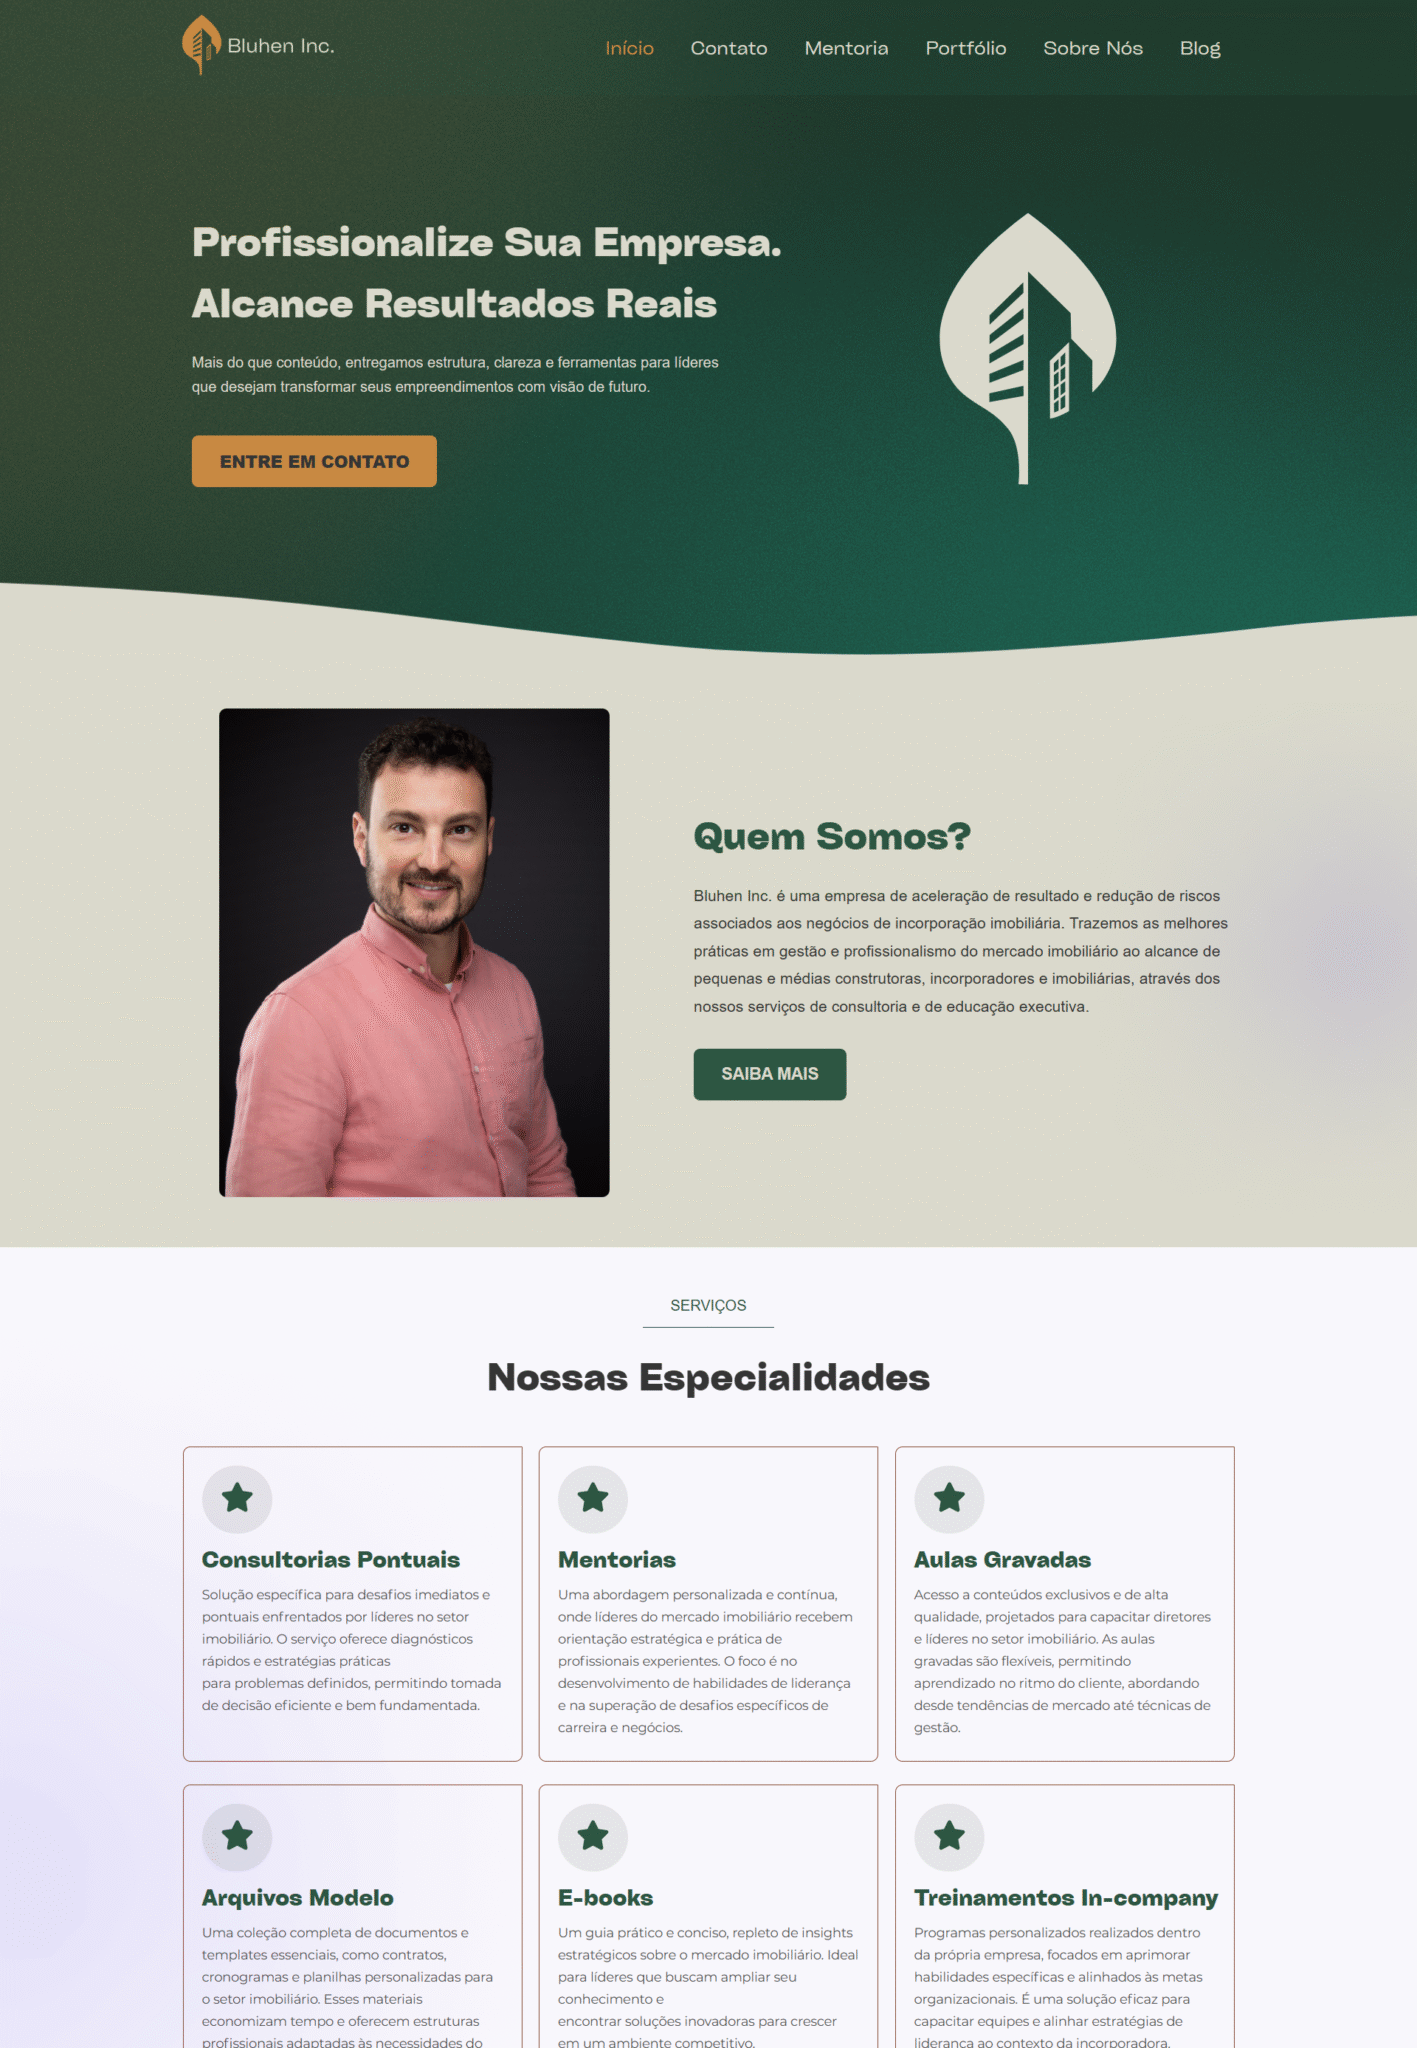 Bluhen Inc.
Início Contato Mentoria Portfólio Sobre Nós Blog
Profissionalize Sua Empresa.
Alcance Resultados Reais
Mais do que conteúdo, entregamos estrutura, clareza e ferramentas para líderes
que desejam transformar seus empreendimentos com visão de futuro.
ENTRE EM CONTATO
Quem Somos?
Bluhen Inc. é uma empresa de aceleração de resultado e redução de riscos
associados aos negócios de incorporação imobiliária. Trazemos as melhores
práticas em gestão e profissionalismo do mercado imobiliário ao alcance de
pequenas e médias construtoras, incorporadores e imobiliárias, através dos
nossos serviços de consultoria e de educação executiva.
SAIBA MAIS
SERVIÇOS
Nossas Especialidades
Consultorias Pontuais
Solução específica para desafios imediatos e
pontuais enfrentados por líderes no setor
imobiliário. O serviço oferece diagnósticos
rápidos e estratégias práticas
para problemas definidos, permitindo tomada
de decisão eficiente e bem fundamentada.
Mentorias
Uma abordagem personalizada e contínua,
onde líderes do mercado imobiliário recebem
orientação estratégica e prática de
profissionais experientes. O foco é no
desenvolvimento de habilidades de liderança
e na superação de desafios específicos de
carreira e negócios.
Aulas Gravadas
Acesso a conteúdos exclusivos e de alta
qualidade, projetados para capacitar diretores
e líderes no setor imobiliário. As aulas
gravadas são flexíveis, permitindo
aprendizado no ritmo do cliente, abordando
desde tendências de mercado até técnicas de
gestão.
Arquivos Modelo
Uma coleção completa de documentos e
templates essenciais, como contratos,
cronogramas e planilhas personalizadas para
o setor imobiliário. Esses materiais
economizam tempo e oferecem estruturas
profissionais adaptadas às necessidades do
E-books
Um guia prático e conciso, repleto de insights
estratégicos sobre o mercado imobiliário. Ideal
para líderes que buscam ampliar seu
conhecimento e
encontrar soluções inovadoras para crescer
em um ambiente competitivo.
Treinamentos In-company
Programas personalizados realizados dentro
da própria empresa, focados em aprimorar
habilidades específicas e alinhados às metas
organizacionais. É uma solução eficaz para
capacitar equipes e alinhar estratégias de
liderança ao contexto da incorporadora.